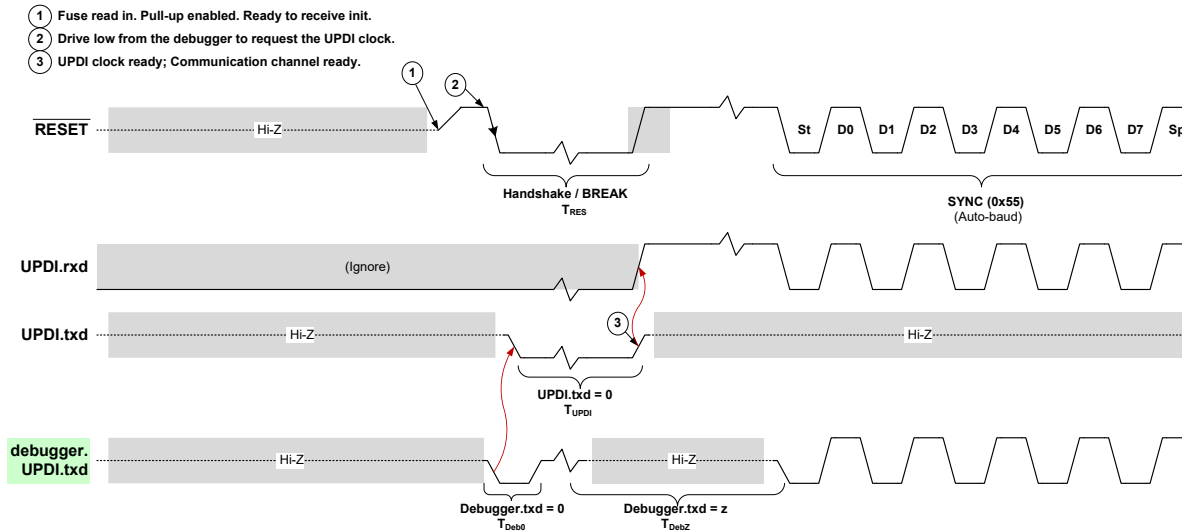 1 Fuse read in. Pull-up enabled. Ready to receive init.
2 Drive low from the debugger to request the UPDI clock.
3 UPDI clock ready; Communication channel ready.
1
2
RESET
Hi-Z
St D0 D1 D2 D3 D4 D5 D6 D7 Sp
Handshake / BREAK
TRES
SYNC (0x55)
(Auto-baud)
UPDI.rxd
(Ignore)
3
UPDI.txd
Hi-Z
Hi-Z
UPDI.txd = 0
TUPDI
debugger.
UPDI.txd
Hi-Z
Hi-Z
Debugger.txd = 0
TDeb0
Debugger.txd = z
TDebZ